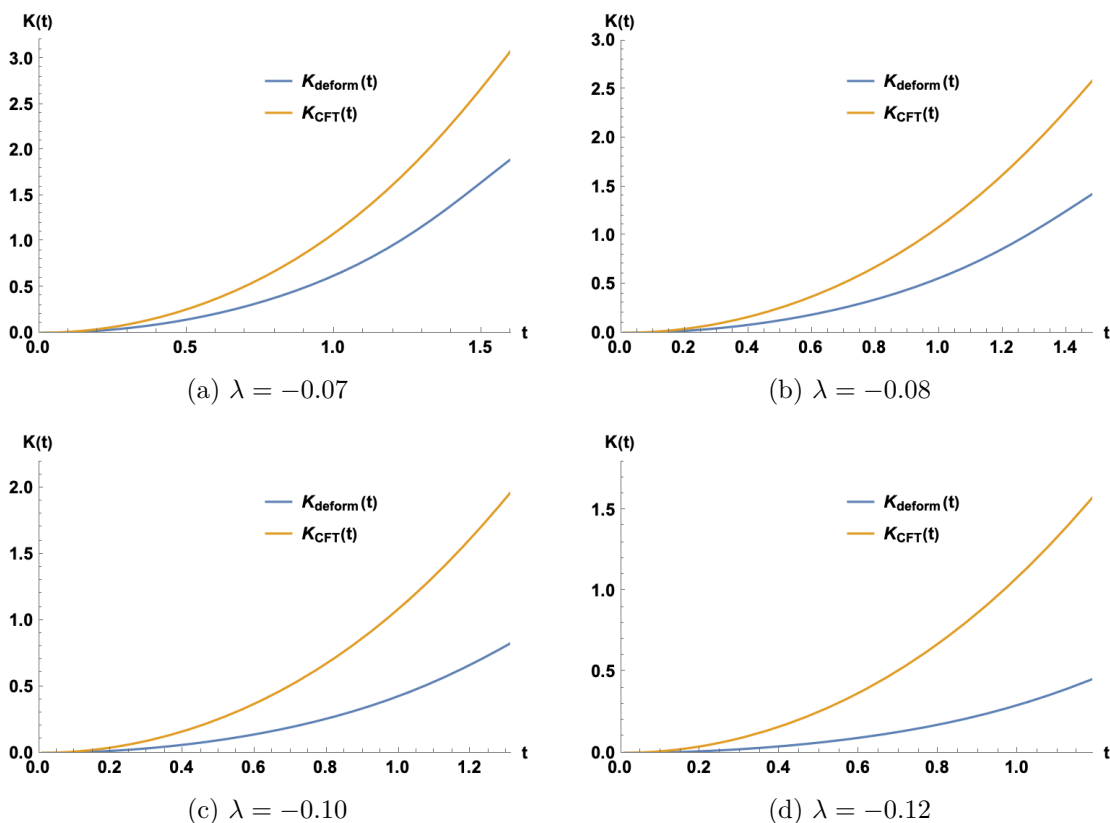 K(t)
3.0
2.5
2.0
1.5
1.0
0.5
0.0
0.0 0.5 1.0 1.5 t
K_deform(t)
K_CFT(t)
(a) λ = −0.07
K(t)
3.0
2.5
2.0
1.5
1.0
0.5
0.0
0.0 0.2 0.4 0.6 0.8 1.0 1.2 1.4 t
K_deform(t)
K_CFT(t)
(b) λ = −0.08
K(t)
2.0
1.5
1.0
0.5
0.0
0.0 0.2 0.4 0.6 0.8 1.0 1.2 t
K_deform(t)
K_CFT(t)
(c) λ = −0.10
K(t)
1.5
1.0
0.5
0.0
0.0 0.2 0.4 0.6 0.8 1.0 t
K_deform(t)
K_CFT(t)
(d) λ = −0.12